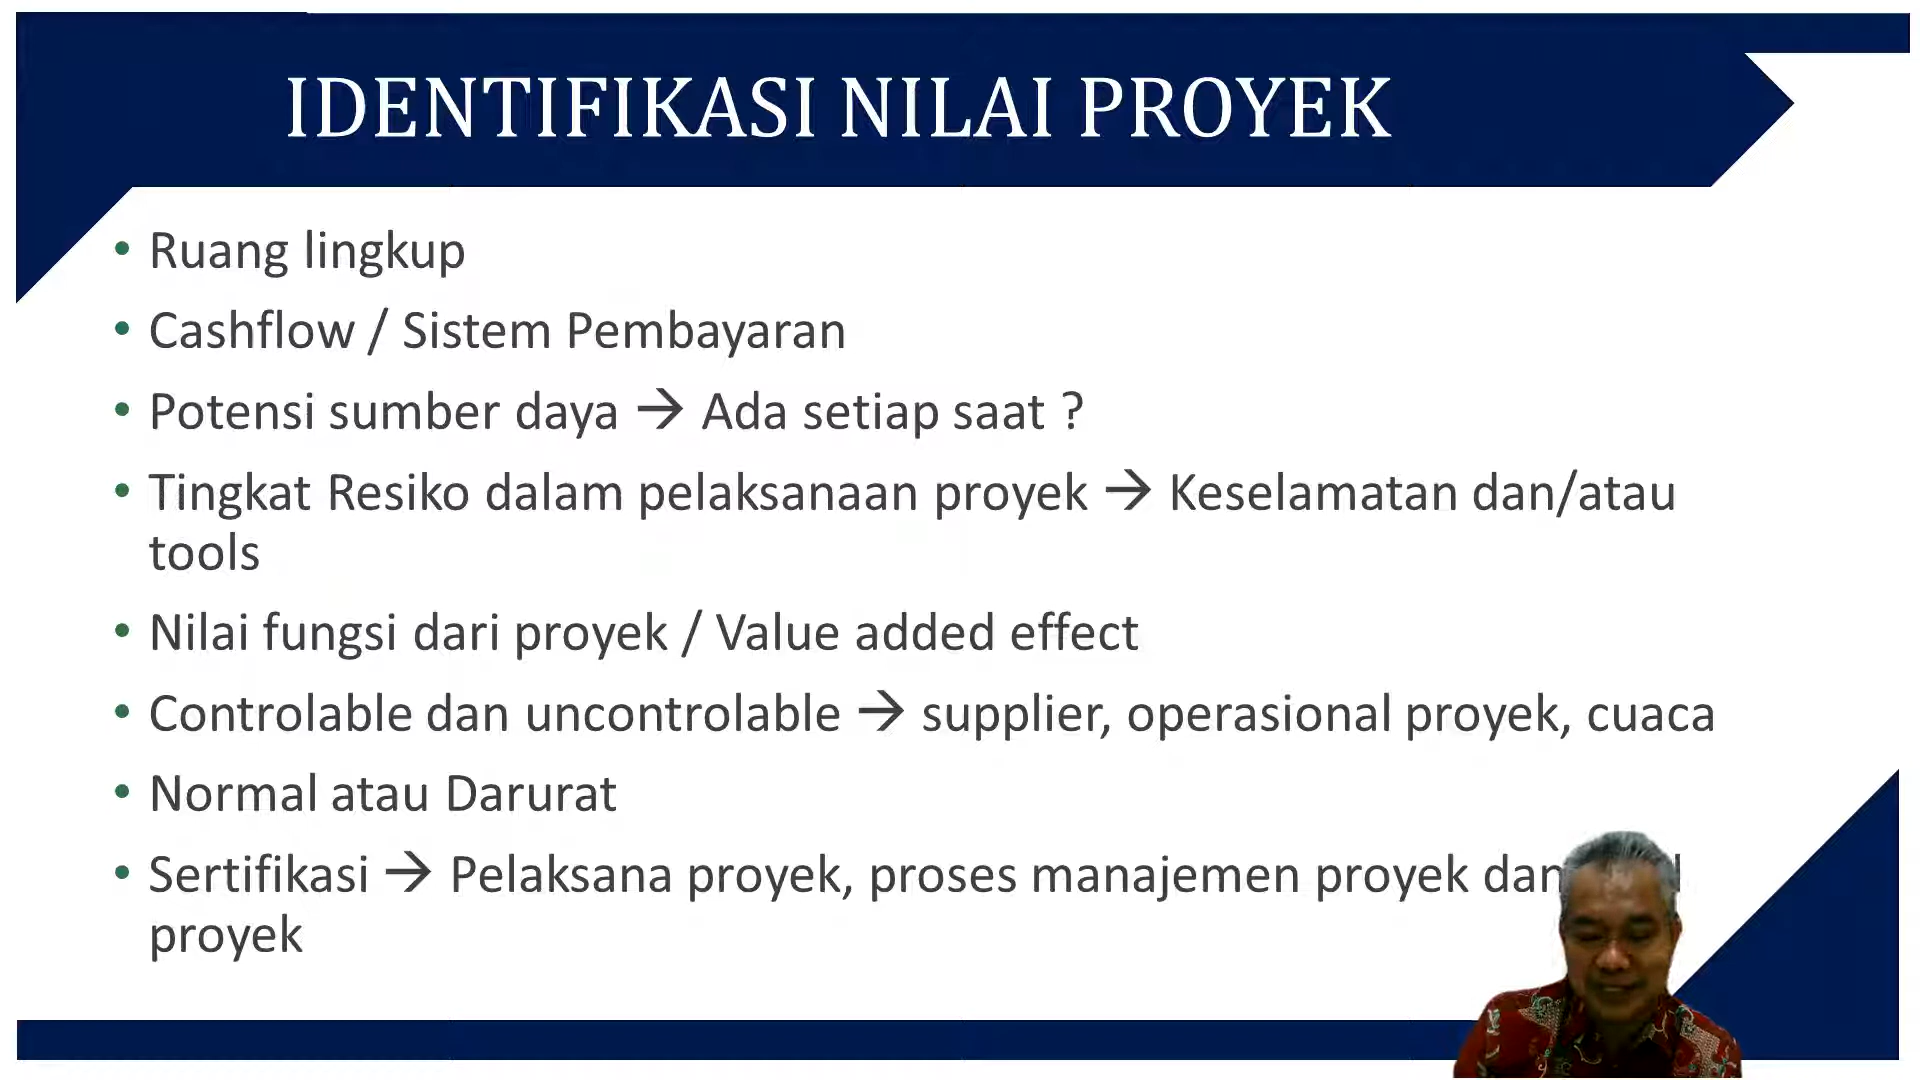 IDENTIFIKASI NILAI PROYEK
• Ruang lingkup
• Cashflow / Sistem Pembayaran
• Potensi sumber daya → Ada setiap saat ?
• Tingkat Resiko dalam pelaksanaan proyek → Keselamatan dan/atau
tools
• Nilai fungsi dari proyek / Value added effect
• Controlable dan uncontrolable → supplier, operasional proyek, cuaca
• Normal atau Darurat
• Sertifikasi → Pelaksana proyek, proses manajemen proyek dan
proyek